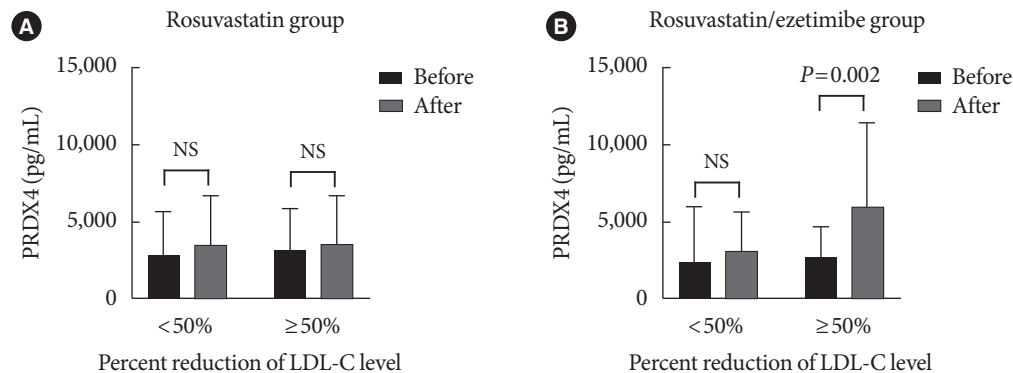 A
Rosuvastatin group
15,000
10,000
5,000
0
PRDX4 (pg/mL)
Before
After
NS
NS
<50%
≥50%
Percent reduction of LDL-C level
B
Rosuvastatin/ezetimibe group
15,000
10,000
5,000
0
PRDX4 (pg/mL)
P=0.002
Before
After
NS
<50%
≥50%
Percent reduction of LDL-C level